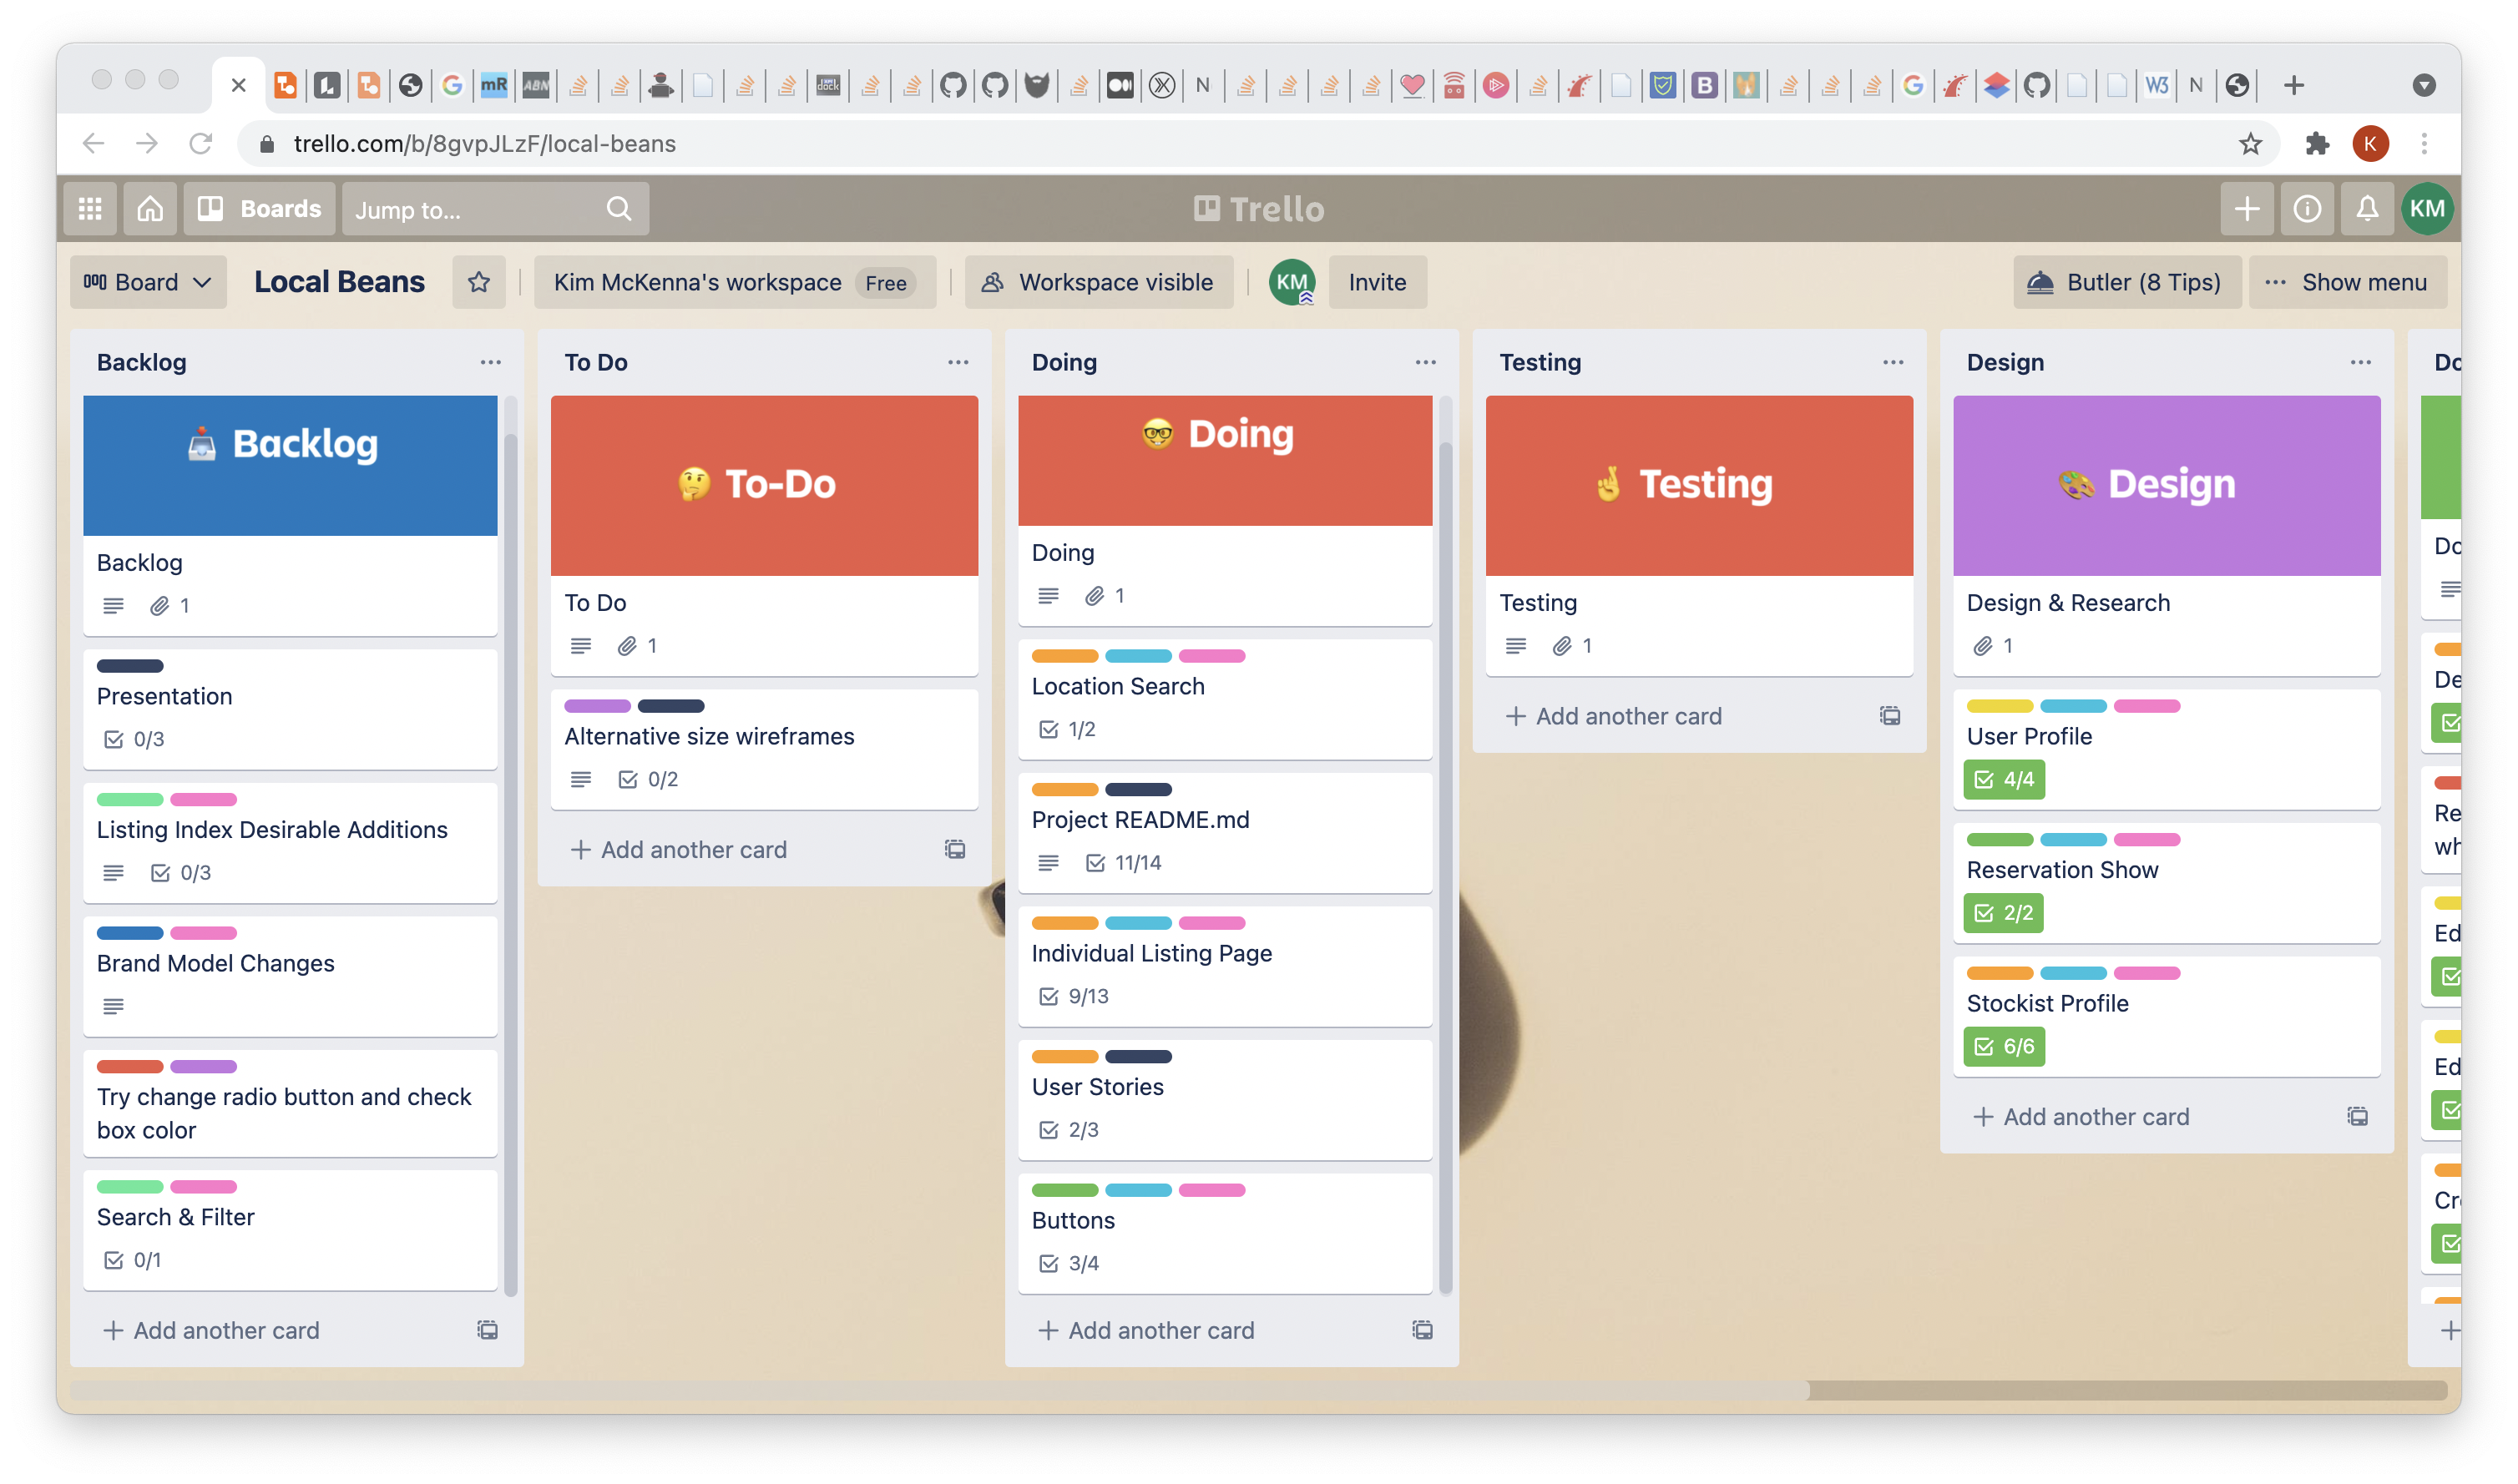 mR
ABN
dock
N
B
W3
N
trello.com/b/8gvpJLzF/local-beans
K
Boards
Jump to...
Trello
KM
Board
Local Beans
Kim McKenna's workspace Free
Workspace visible
KM
Invite
Butler (8 Tips)
Show menu
Backlog
Backlog
Backlog
1
Presentation
0/3
Listing Index Desirable Additions
0/3
Brand Model Changes
Try change radio button and check
box color
Search & Filter
0/1
Add another card
To Do
To-Do
To Do
1
Alternative size wireframes
0/2
Add another card
Doing
Doing
Doing
1
Location Search
1/2
Project README.md
11/14
Individual Listing Page
9/13
User Stories
2/3
Buttons
3/4
Add another card
Testing
Testing
Testing
1
Add another card
Design
Design
Design & Research
1
User Profile
4/4
Reservation Show
2/2
Stockist Profile
6/6
Add another card
Do
Do
De
Re
wh
Ed
Ed
Cr